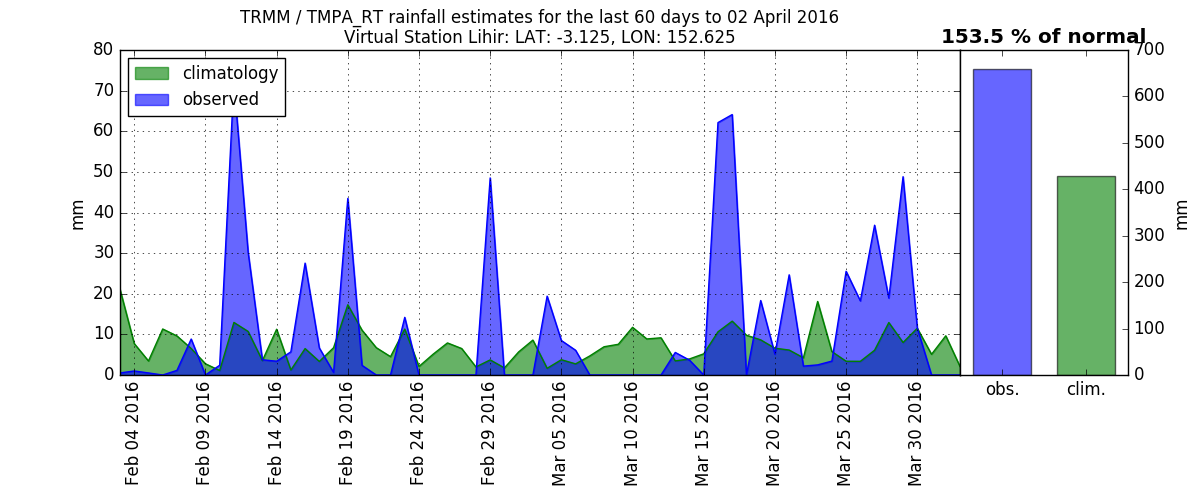 TRMM / TMPA_RT rainfall estimates for the last 60 days to 02 April 2016
Virtual Station Lihir: LAT: -3.125, LON: 152.625
153.5 % of normal
climatology
observed
80
70
60
50
40
30
20
10
0
mm
Feb 04 2016
Feb 09 2016
Feb 14 2016
Feb 19 2016
Feb 24 2016
Feb 29 2016
Mar 05 2016
Mar 10 2016
Mar 15 2016
Mar 20 2016
Mar 25 2016
Mar 30 2016
obs.
clim.
700
600
500
400
300
200
100
0
mm